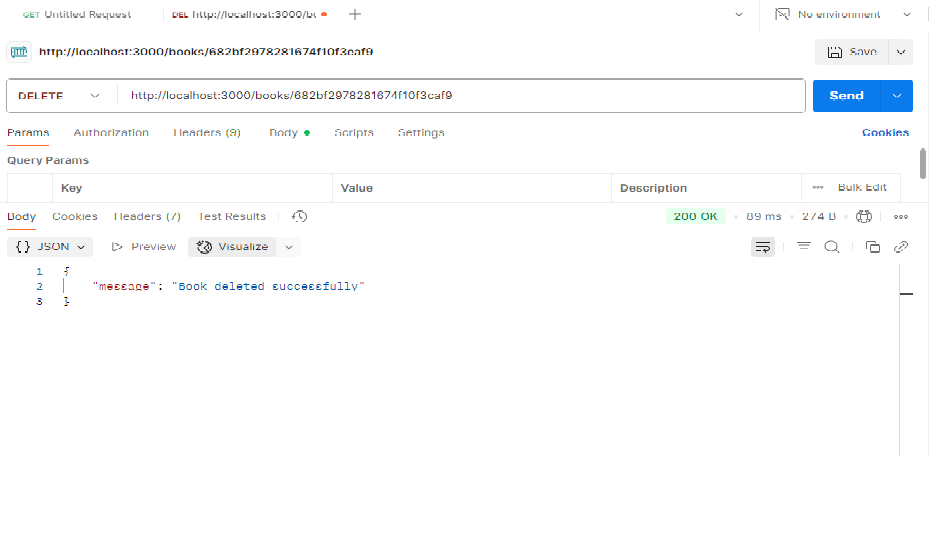 GET Untitled Request DEL http://localhost:3000/bo No environment
HTTP http://localhost:3000/books/682bf2978281674f10f3caf9 Save
DELETE http://localhost:3000/books/682bf2978281674f10f3caf9 Send
Params Authorization Headers (9) Body Scripts Settings Cookies
Query Params
Key Value Description Bulk Edit
Body Cookies Headers (7) Test Results 200 OK 89 ms 274 B
{} JSON Preview Visualize
1 {
2 "message": "Book deleted successfully"
3 }